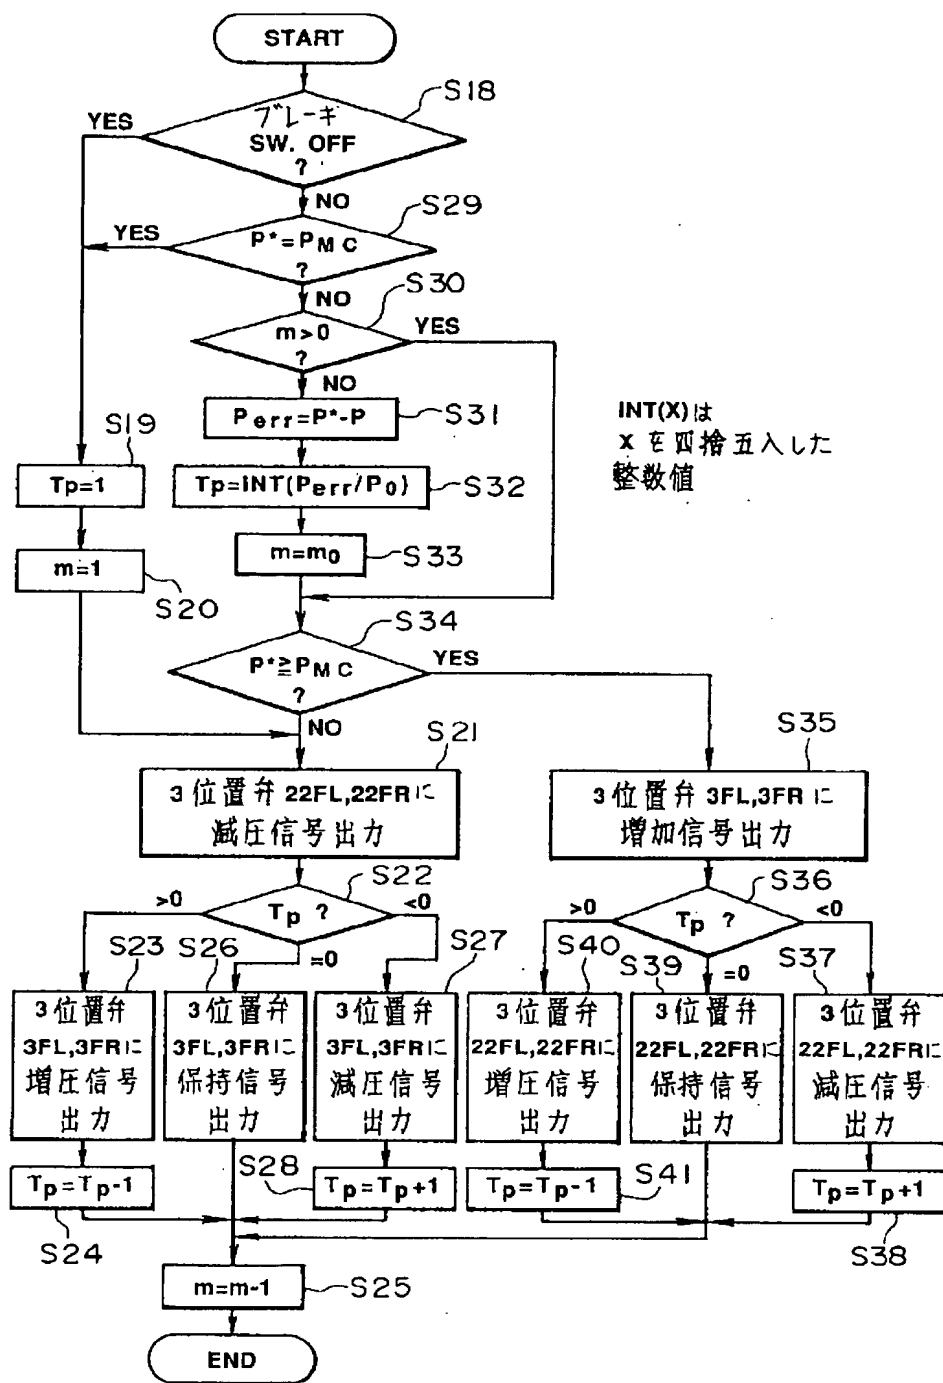 START
S18
YES
ブレーキ
SW. OFF
?
NO
S29
YES
P*=PMC
?
NO
S30
m>0
?
YES
NO
S31
Perr=P*-P
INT(X)は
X を四捨五入した
整数値
S19
Tp=1
Tp=INT(Perr/P0)
S32
m=1
S20
m=m0
S33
S34
P*≧PMC
?
YES
NO
S21
3位置弁 22FL,22FRに
減圧信号出力
S35
3位置弁 3FL,3FRに
増加信号出力
S22
Tp ?
>0
<0
=0
S36
Tp ?
>0
<0
=0
S23
3位置弁
3FL,3FRに
増圧信号
出力
S26
3位置弁
3FL,3FRに
保持信号
出力
S27
3位置弁
3FL,3FRに
減圧信号
出力
S40
3位置弁
22FL,22FRに
増圧信号
出力
S39
3位置弁
22FL,22FRに
保持信号
出力
S37
3位置弁
22FL,22FRに
減圧信号
出力
Tp=Tp-1
S24
S28
Tp=Tp+1
Tp=Tp-1
S41
Tp=Tp+1
S38
m=m-1
S25
END